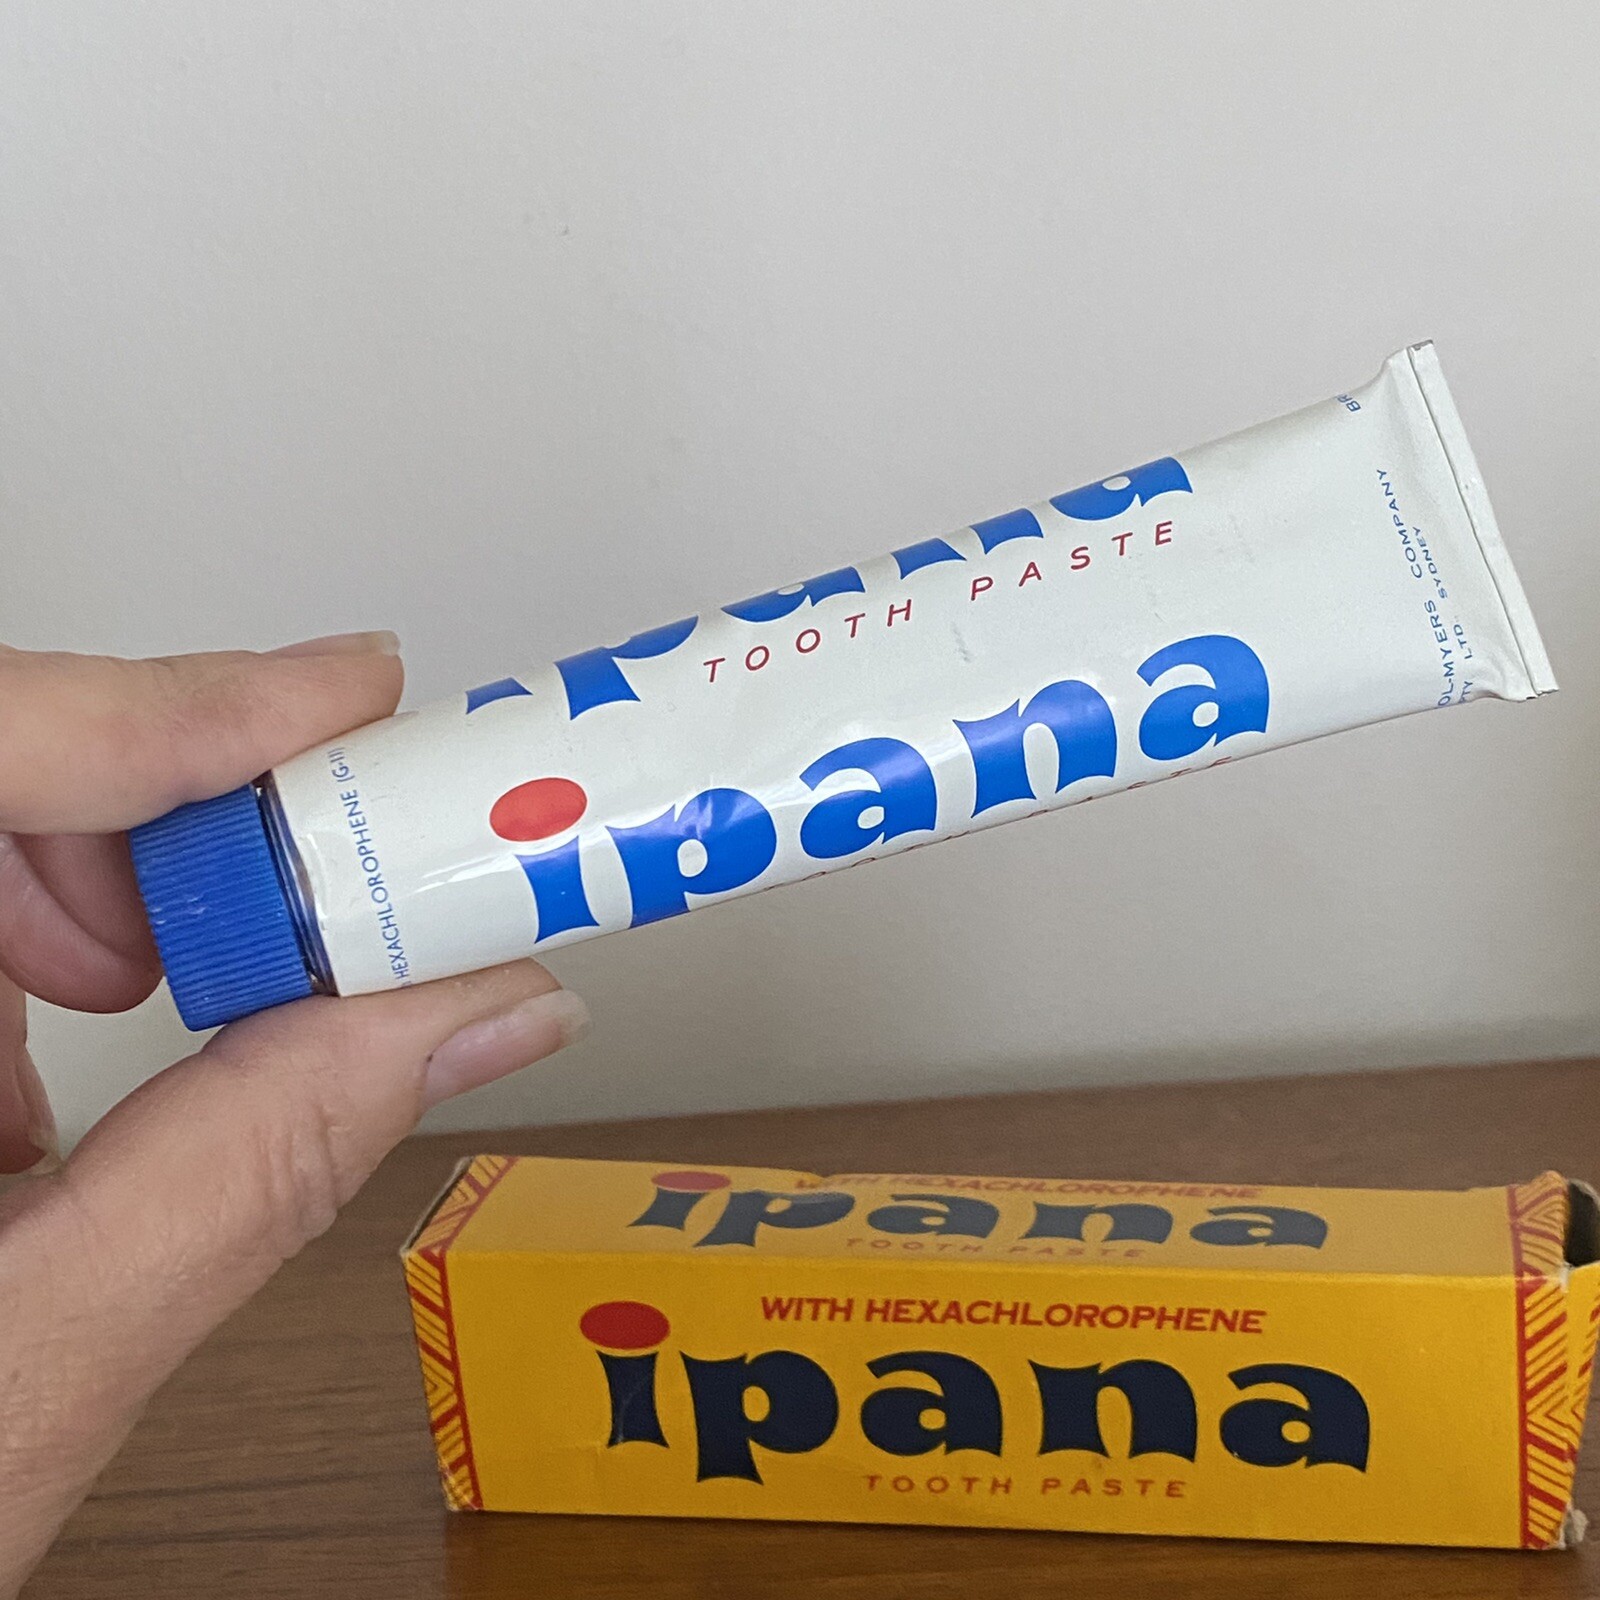 ipana
TOOTH PASTE
ipana
HEXACHLOROPHENE (G-11)
COMPANY
SYDNEY
LTD.
WITH HEXACHLOROPHENE
ipana
TOOTH PASTE
WITH HEXACHLOROPHENE
ipana
TOOTH PASTE